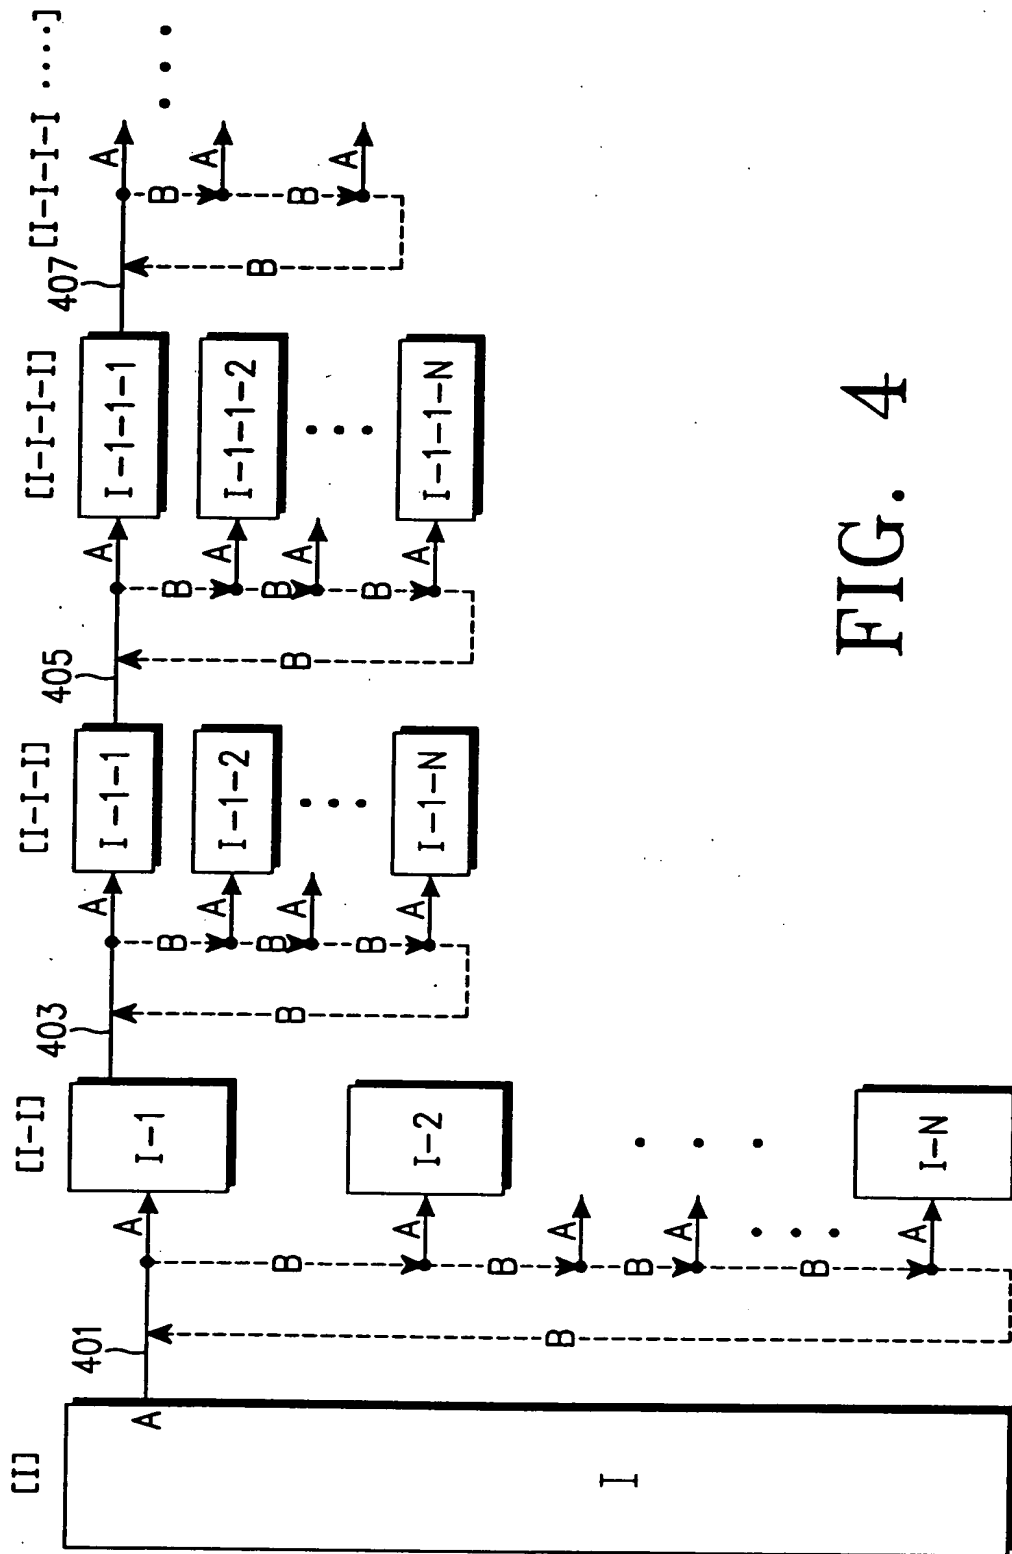 [I] [I-I] [I-I-I] [I-I-I-I] [I-I-I-I ....]
401 403 405 407
A A A A A
I-1 I-1-1 I-1-1-1
B B B
A I-1-2 A I-1-1-2 A
B B B B B B B
A A A
B B
A I-1-N A I-1-1-N
A I-2
B
A
B B
I
A
B
A I-N
FIG. 4